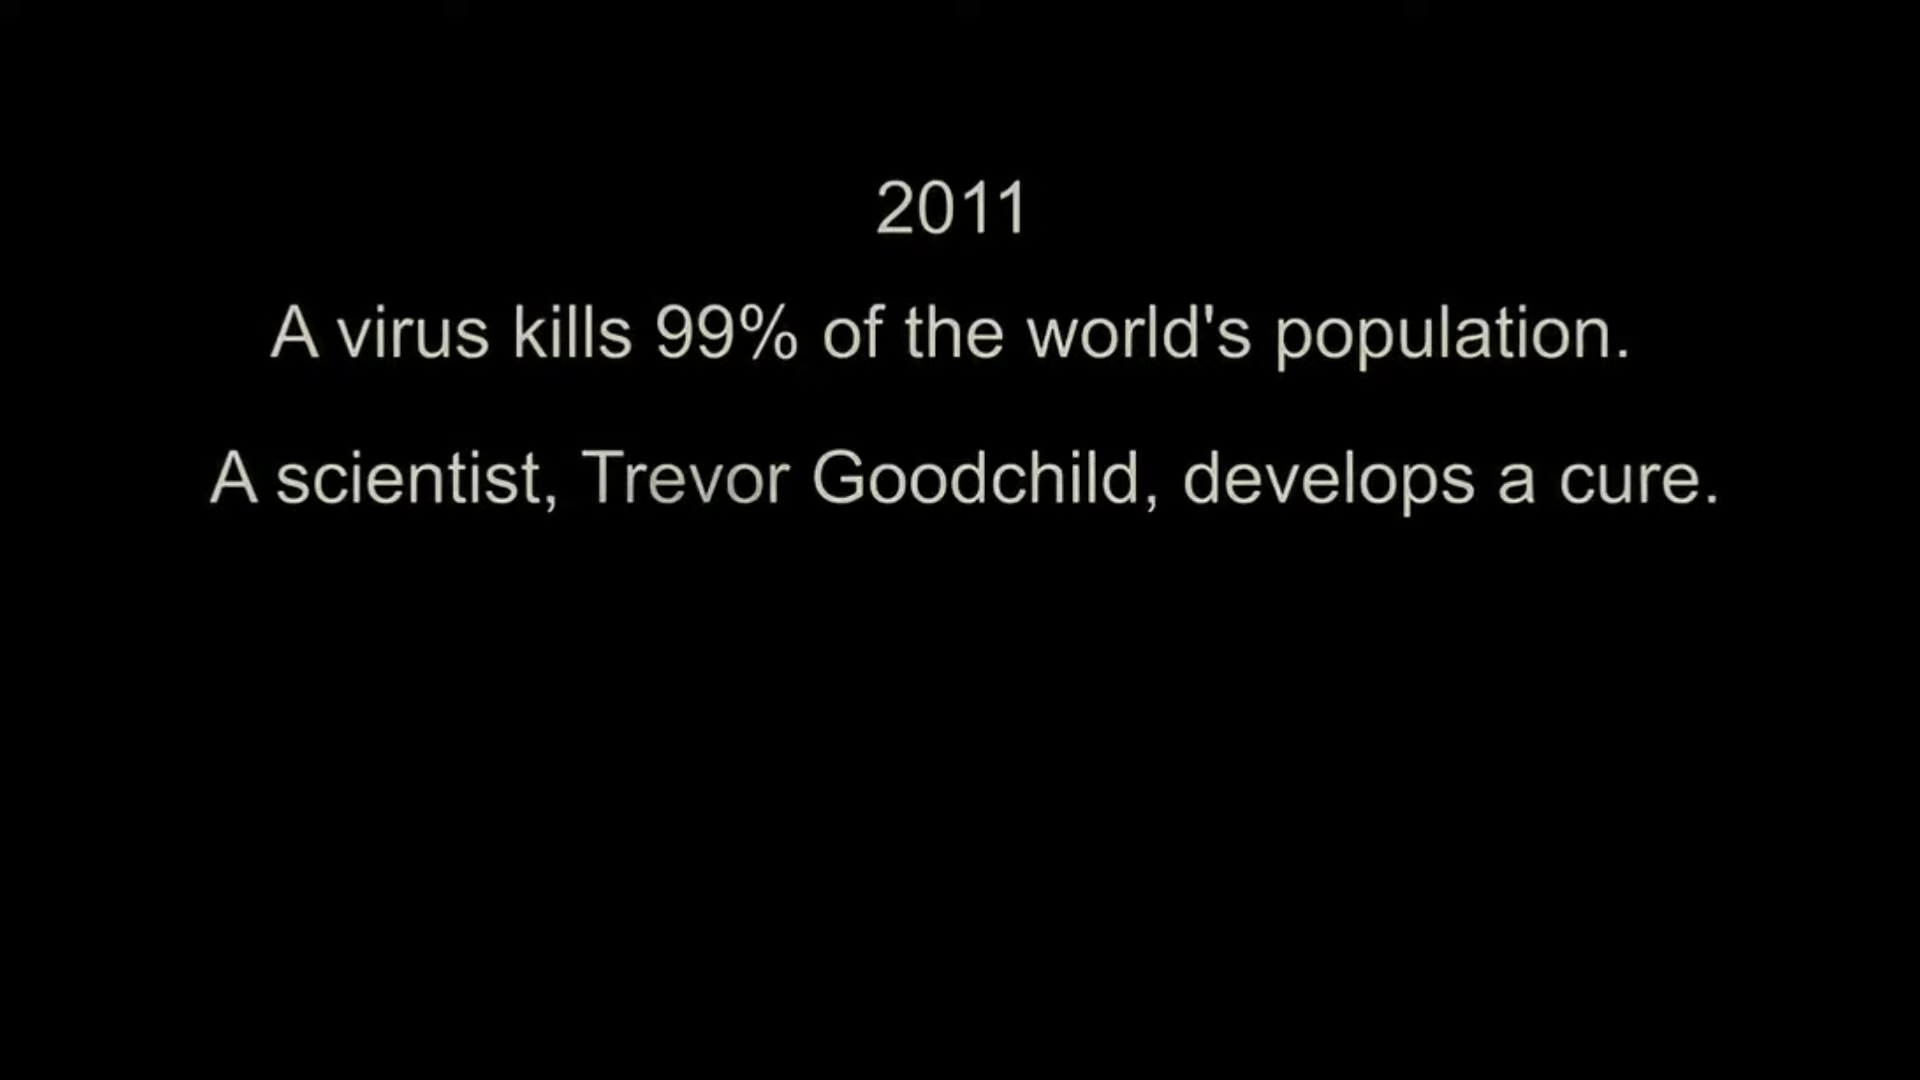 2011
A virus kills 99% of the world's population.
A scientist, Trevor Goodchild, develops a cure.